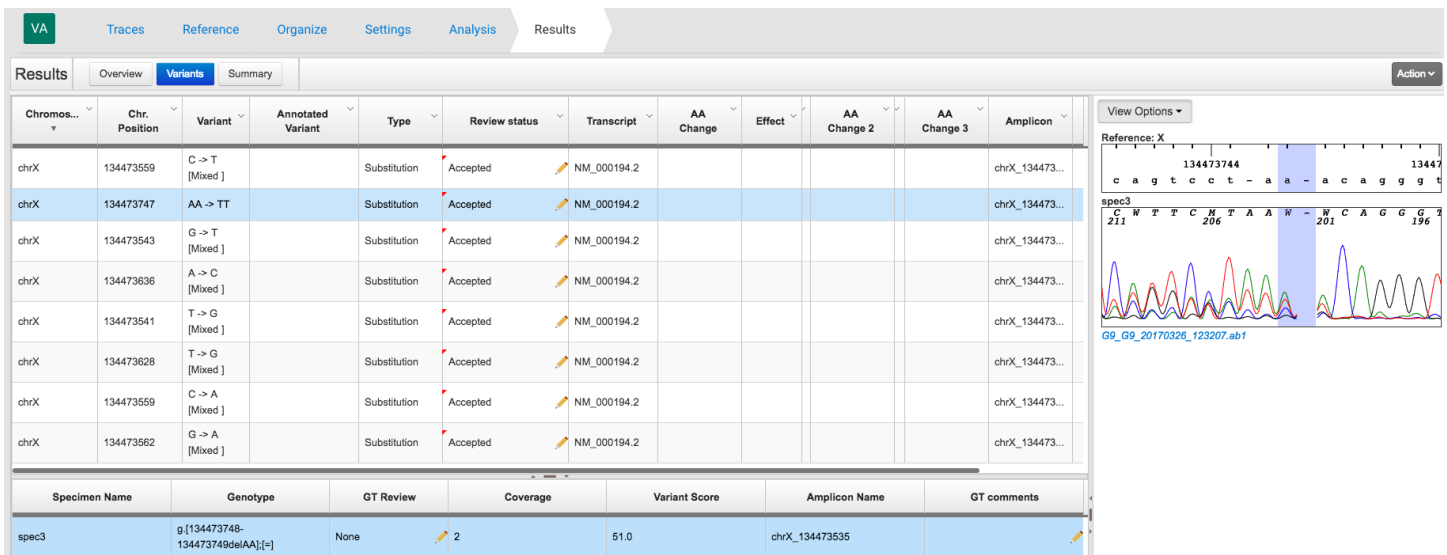 VA Traces Reference Organize Settings Analysis Results
Results Overview Variants Summary Action
Chromos... Chr. Position Variant Annotated Variant Type Review status Transcript AA Change Effect AA Change 2 AA Change 3 Amplicon
chrX 134473559 C -> T [Mixed ] Substitution Accepted NM_000194.2 chrX_134473...
chrX 134473747 AA -> TT Substitution Accepted NM_000194.2 chrX_134473...
chrX 134473543 G -> T [Mixed ] Substitution Accepted NM_000194.2 chrX_134473...
chrX 134473636 A -> C [Mixed ] Substitution Accepted NM_000194.2 chrX_134473...
chrX 134473541 T -> G [Mixed ] Substitution Accepted NM_000194.2 chrX_134473...
chrX 134473628 T -> G [Mixed ] Substitution Accepted NM_000194.2 chrX_134473...
chrX 134473559 C -> A [Mixed ] Substitution Accepted NM_000194.2 chrX_134473...
chrX 134473562 G -> A [Mixed ] Substitution Accepted NM_000194.2 chrX_134473...
Specimen Name Genotype GT Review Coverage Variant Score Amplicon Name GT comments
spec3 g.[134473748-134473749delAA];[=] None 2 51.0 chrX_134473535
View Options
Reference: X
134473744 13447
c a g t c c t - a a - a c a g g g t
spec3
C W T T C M T A A W - W C A G G G T
211 206 201 196
G9_G9_20170326_123207.ab1